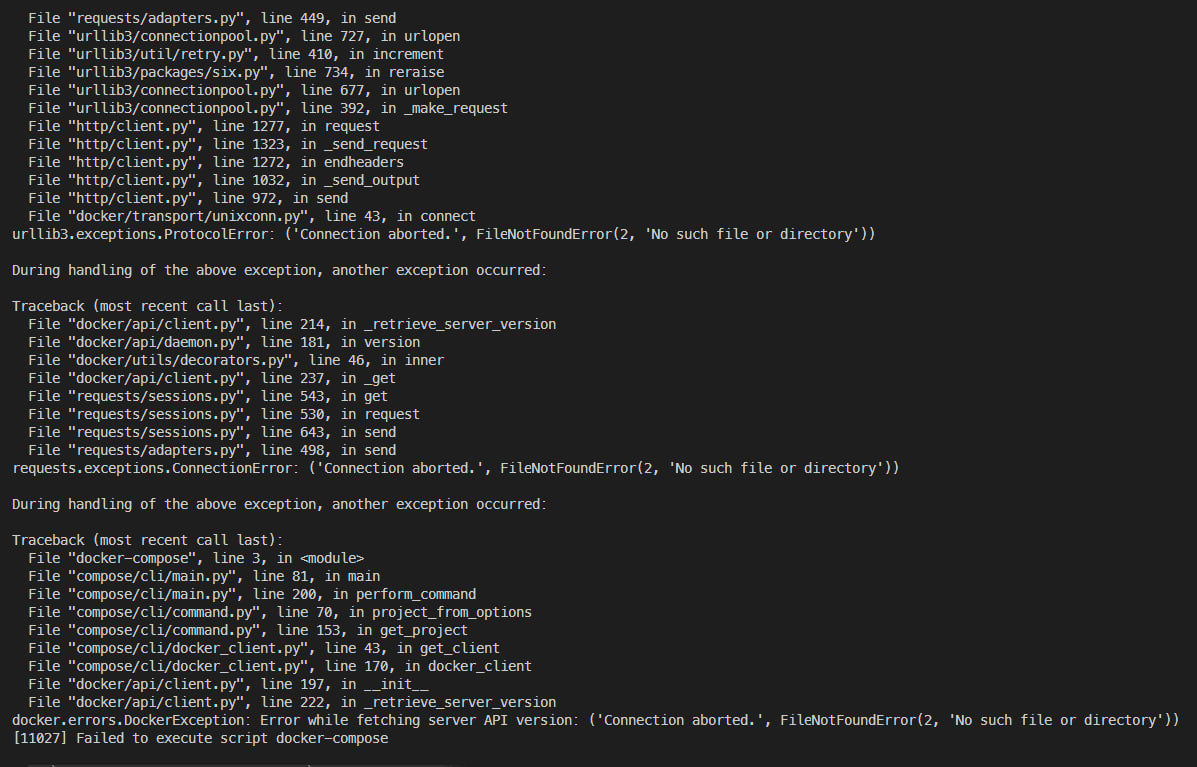 File "requests/adapters.py", line 449, in send
File "urllib3/connectionpool.py", line 727, in urlopen
File "urllib3/util/retry.py", line 410, in increment
File "urllib3/packages/six.py", line 734, in reraise
File "urllib3/connectionpool.py", line 677, in urlopen
File "urllib3/connectionpool.py", line 392, in _make_request
File "http/client.py", line 1277, in request
File "http/client.py", line 1323, in _send_request
File "http/client.py", line 1272, in endheaders
File "http/client.py", line 1032, in _send_output
File "http/client.py", line 972, in send
File "docker/transport/unixconn.py", line 43, in connect
urllib3.exceptions.ProtocolError: ('Connection aborted.', FileNotFoundError(2, 'No such file or directory'))
During handling of the above exception, another exception occurred:
Traceback (most recent call last):
File "docker/api/client.py", line 214, in _retrieve_server_version
File "docker/api/daemon.py", line 181, in version
File "docker/utils/decorators.py", line 46, in inner
File "docker/api/client.py", line 237, in _get
File "requests/sessions.py", line 543, in get
File "requests/sessions.py", line 530, in request
File "requests/sessions.py", line 643, in send
File "requests/adapters.py", line 498, in send
requests.exceptions.ConnectionError: ('Connection aborted.', FileNotFoundError(2, 'No such file or directory'))
During handling of the above exception, another exception occurred:
Traceback (most recent call last):
File "docker-compose", line 3, in <module>
File "compose/cli/main.py", line 81, in main
File "compose/cli/main.py", line 200, in perform_command
File "compose/cli/command.py", line 70, in project_from_options
File "compose/cli/command.py", line 153, in get_project
File "compose/cli/docker_client.py", line 43, in get_client
File "compose/cli/docker_client.py", line 170, in docker_client
File "docker/api/client.py", line 197, in __init__
File "docker/api/client.py", line 222, in _retrieve_server_version
docker.errors.DockerException: Error while fetching server API version: ('Connection aborted.', FileNotFoundError(2, 'No such file or directory'))
[11027] Failed to execute script docker-compose